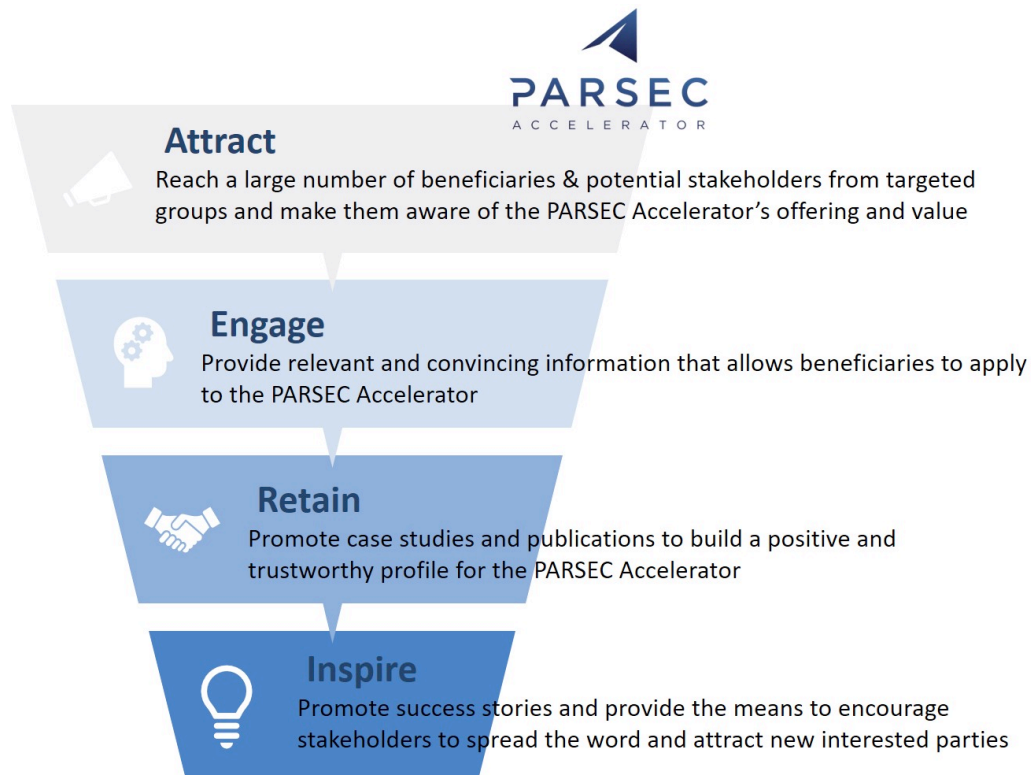 PARSEC
ACCELERATOR
Attract
Reach a large number of beneficiaries & potential stakeholders from targeted
groups and make them aware of the PARSEC Accelerator’s offering and value
Engage
Provide relevant and convincing information that allows beneficiaries to apply
to the PARSEC Accelerator
Retain
Promote case studies and publications to build a positive and
trustworthy profile for the PARSEC Accelerator
Inspire
Promote success stories and provide the means to encourage
stakeholders to spread the word and attract new interested parties